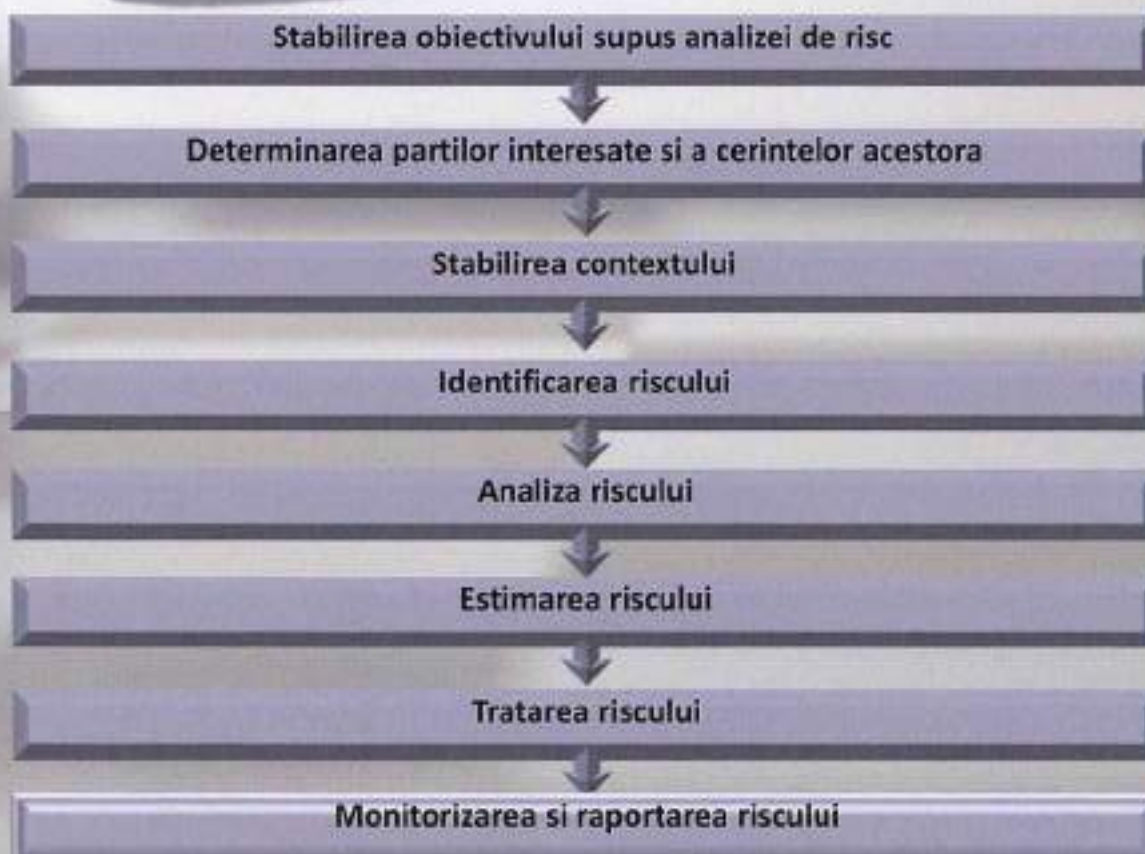 Stabilirea obiectivului supus analizei de risc
Determinarea partilor interesate si a cerintelor acestora
Stabilirea contextului
Identificarea riscului
Analiza riscului
Estimarea riscului
Tratarea riscului
Monitorizarea si raportarea riscului